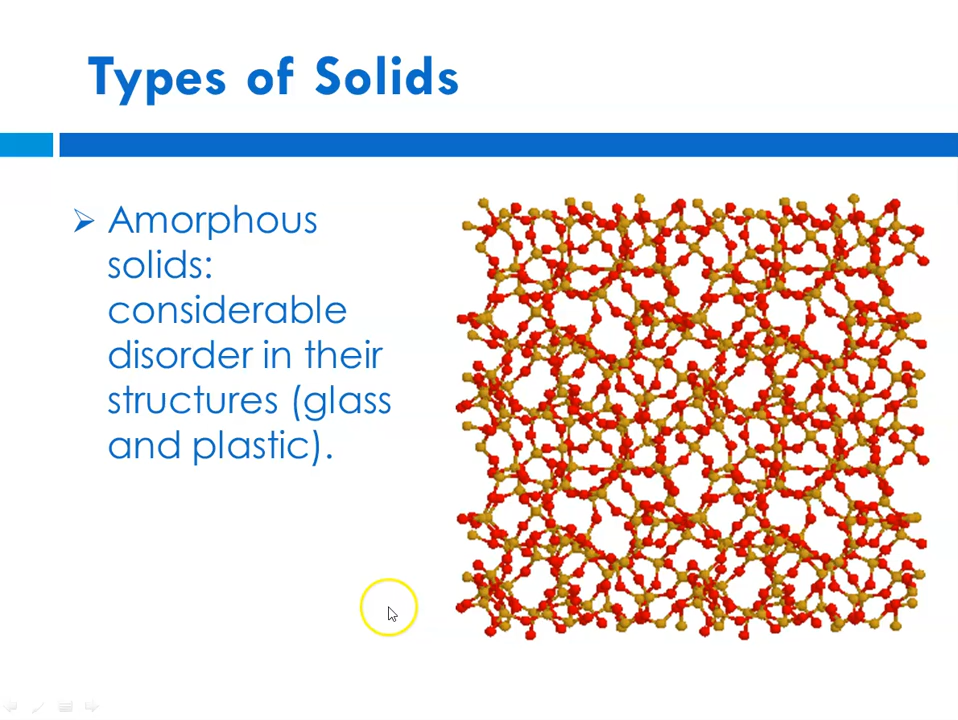 Types of Solids
Amorphous
solids:
considerable
disorder in their
structures (glass
and plastic).